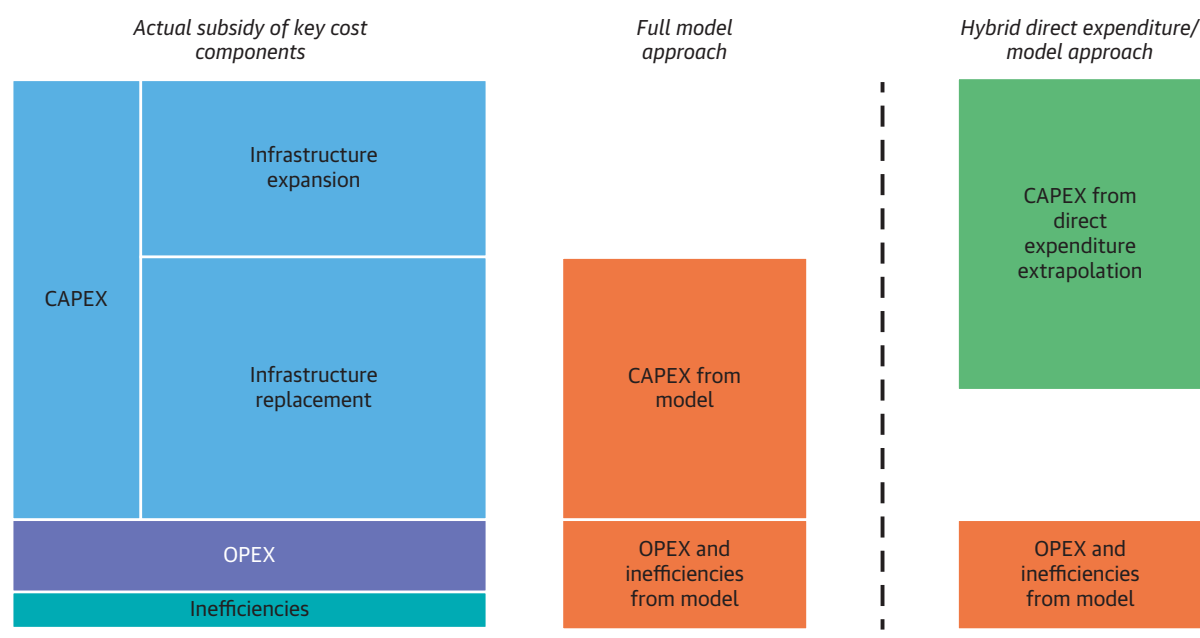 Actual subsidy of key cost
components
Full model
approach
Hybrid direct expenditure/
model approach
CAPEX
Infrastructure
expansion
Infrastructure
replacement
OPEX
Inefficiencies
CAPEX from
model
OPEX and
inefficiencies
from model
CAPEX from
direct
expenditure
extrapolation
OPEX and
inefficiencies
from model